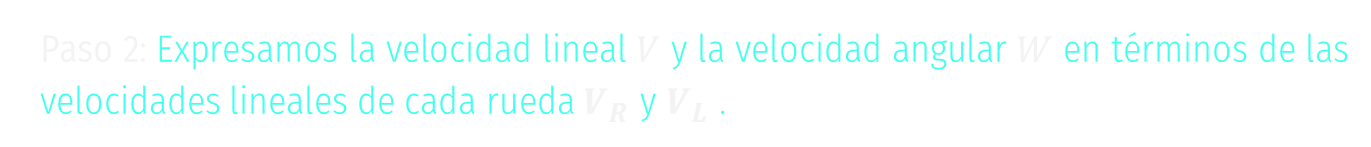 Paso 2: Expresamos la velocidad lineal V y la velocidad angular W en términos de las
velocidades lineales de cada rueda V_R y V_L .